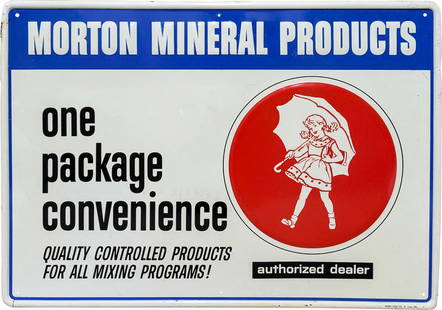 MORTON MINERAL PRODUCTS
one
package
convenience
QUALITY CONTROLLED PRODUCTS
FOR ALL MIXING PROGRAMS!
authorized dealer